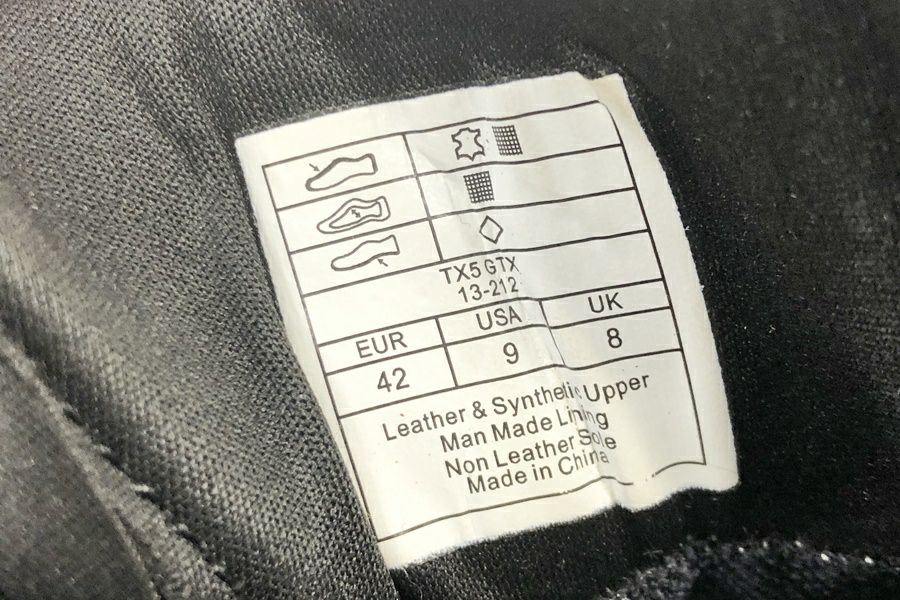 TX5 GTX
13-212
EUR USA UK
42 9 8
Leather & Synthetic Upper
Man Made Lining
Non Leather Sole
Made in China